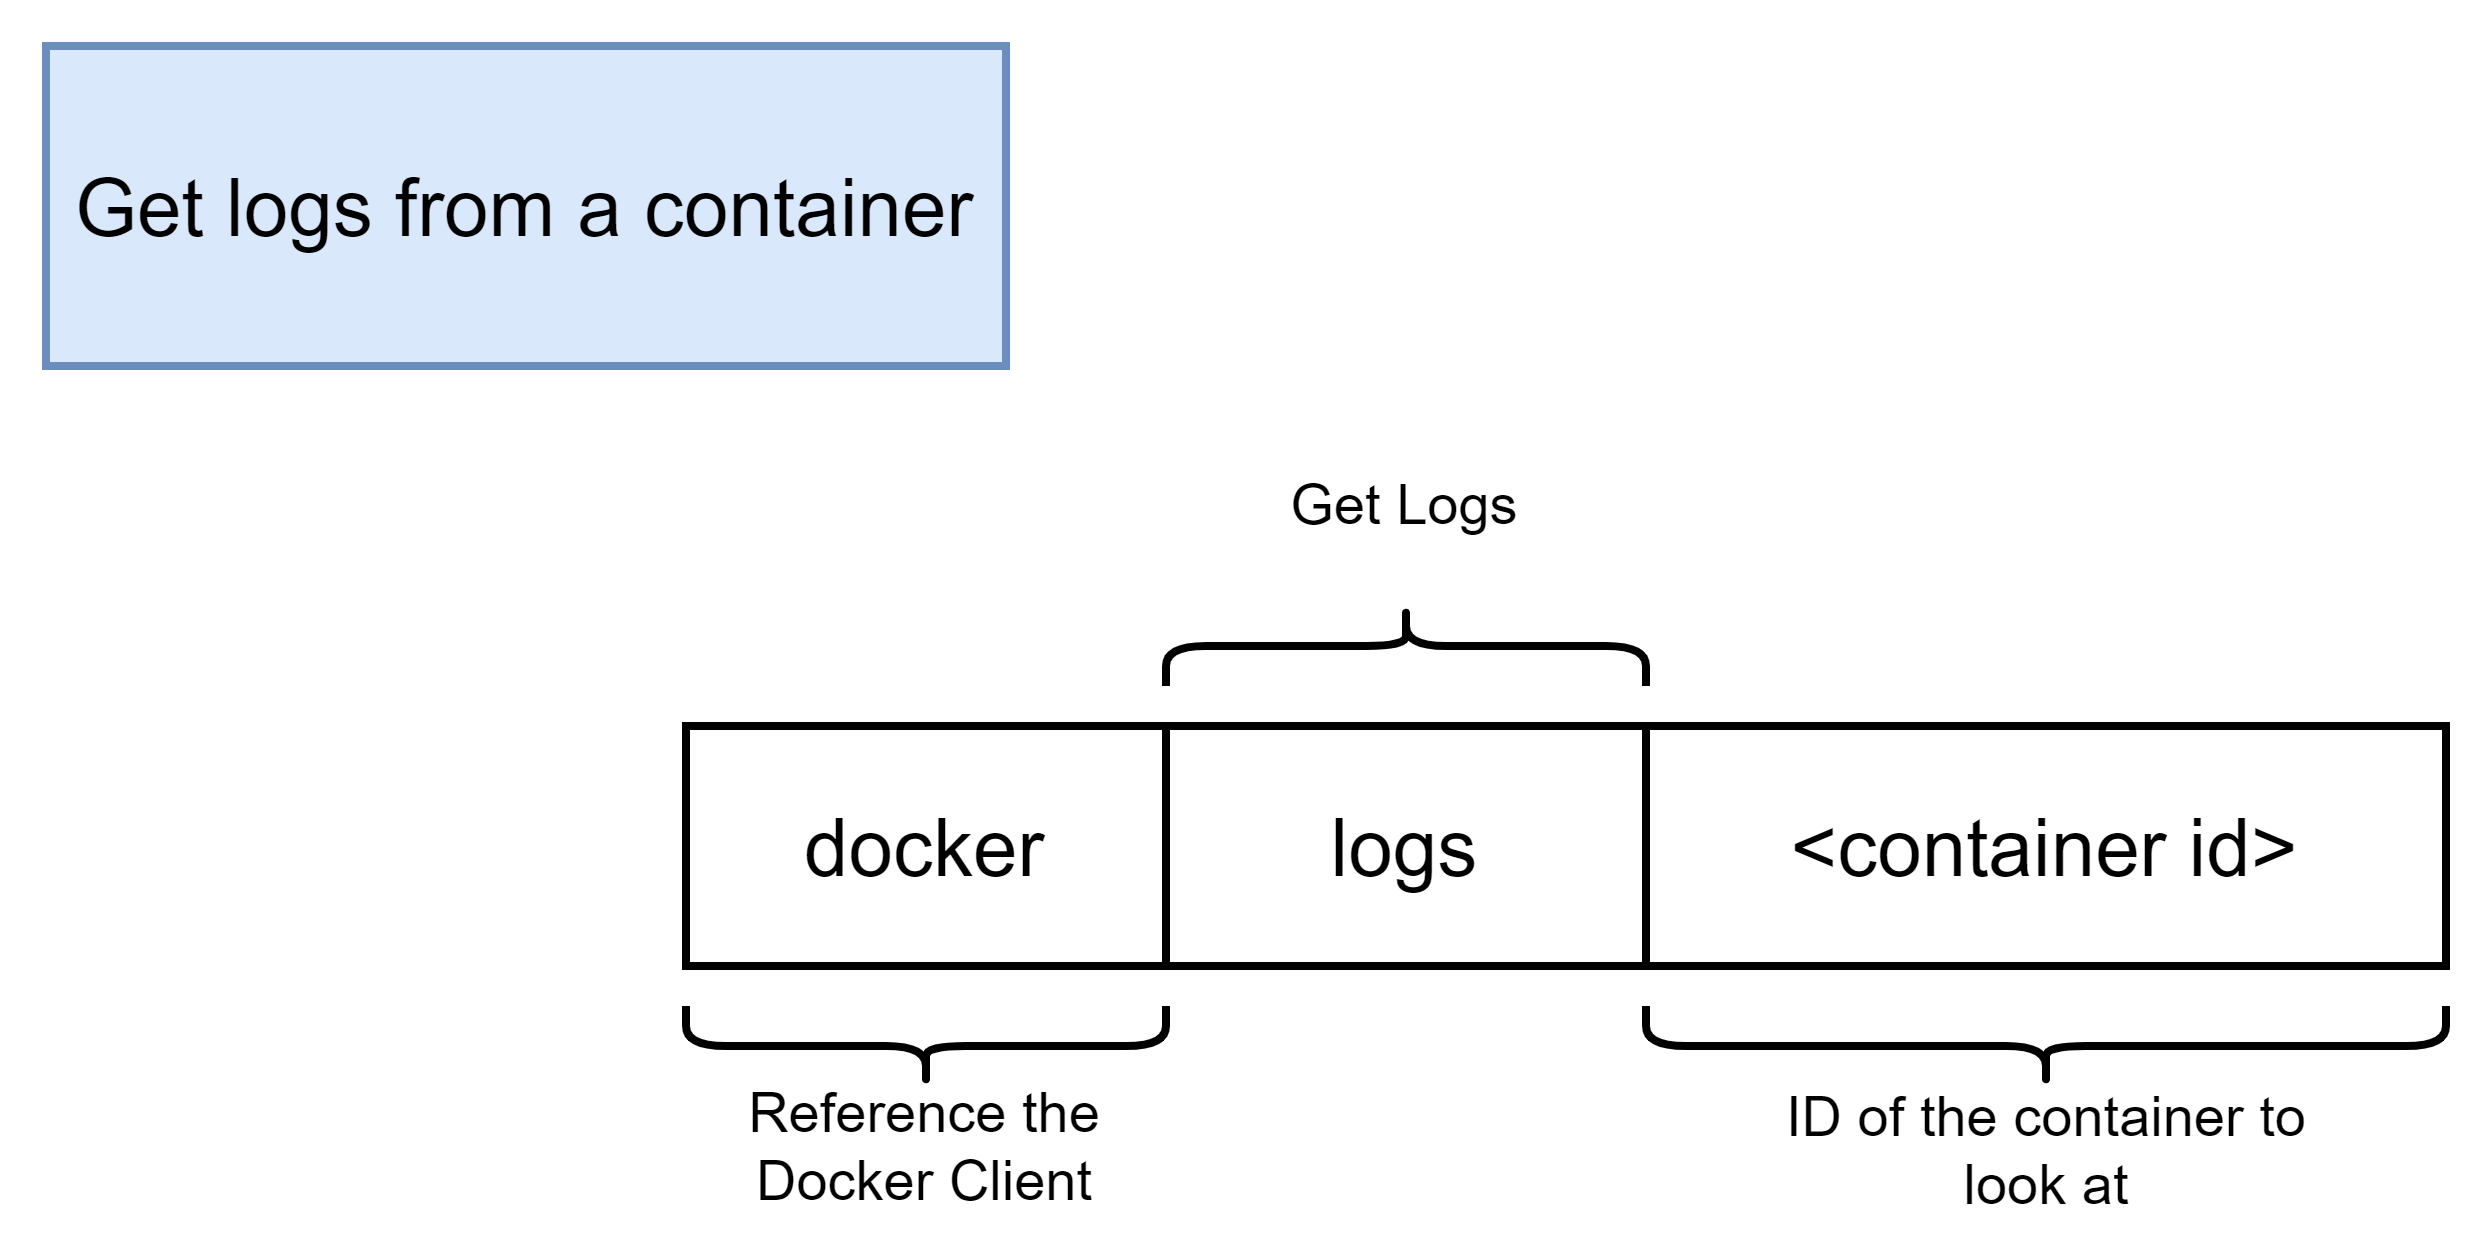 Get logs from a container
Get Logs
docker
logs
<container id>
Reference the
Docker Client
ID of the container to
look at